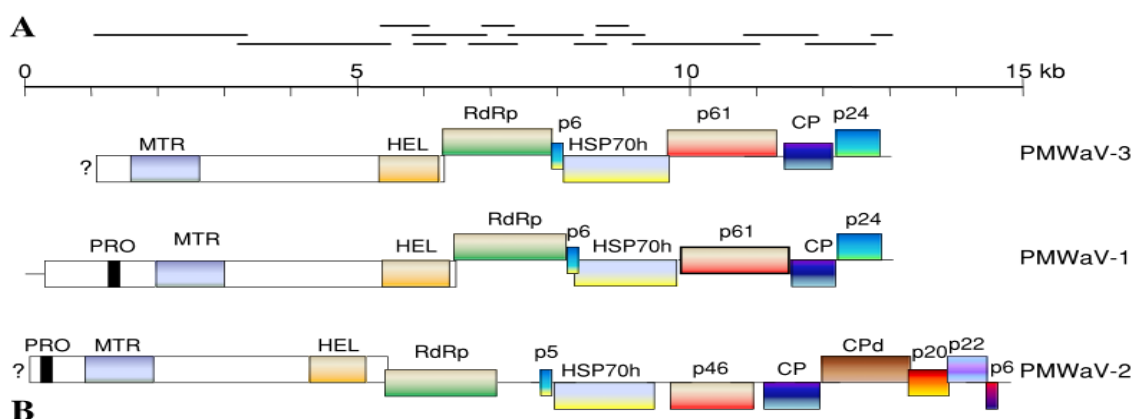 A
0 5 10 15 kb
RdRp p6 p61 CP p24
MTR HEL HSP70h
? PMWaV-3
RdRp p6 p61 p24
PRO MTR HEL HSP70h CP
PMWaV-1
PRO MTR HEL RdRp p5 HSP70h p46 CP CPd p20 p22 p6
? PMWaV-2
B